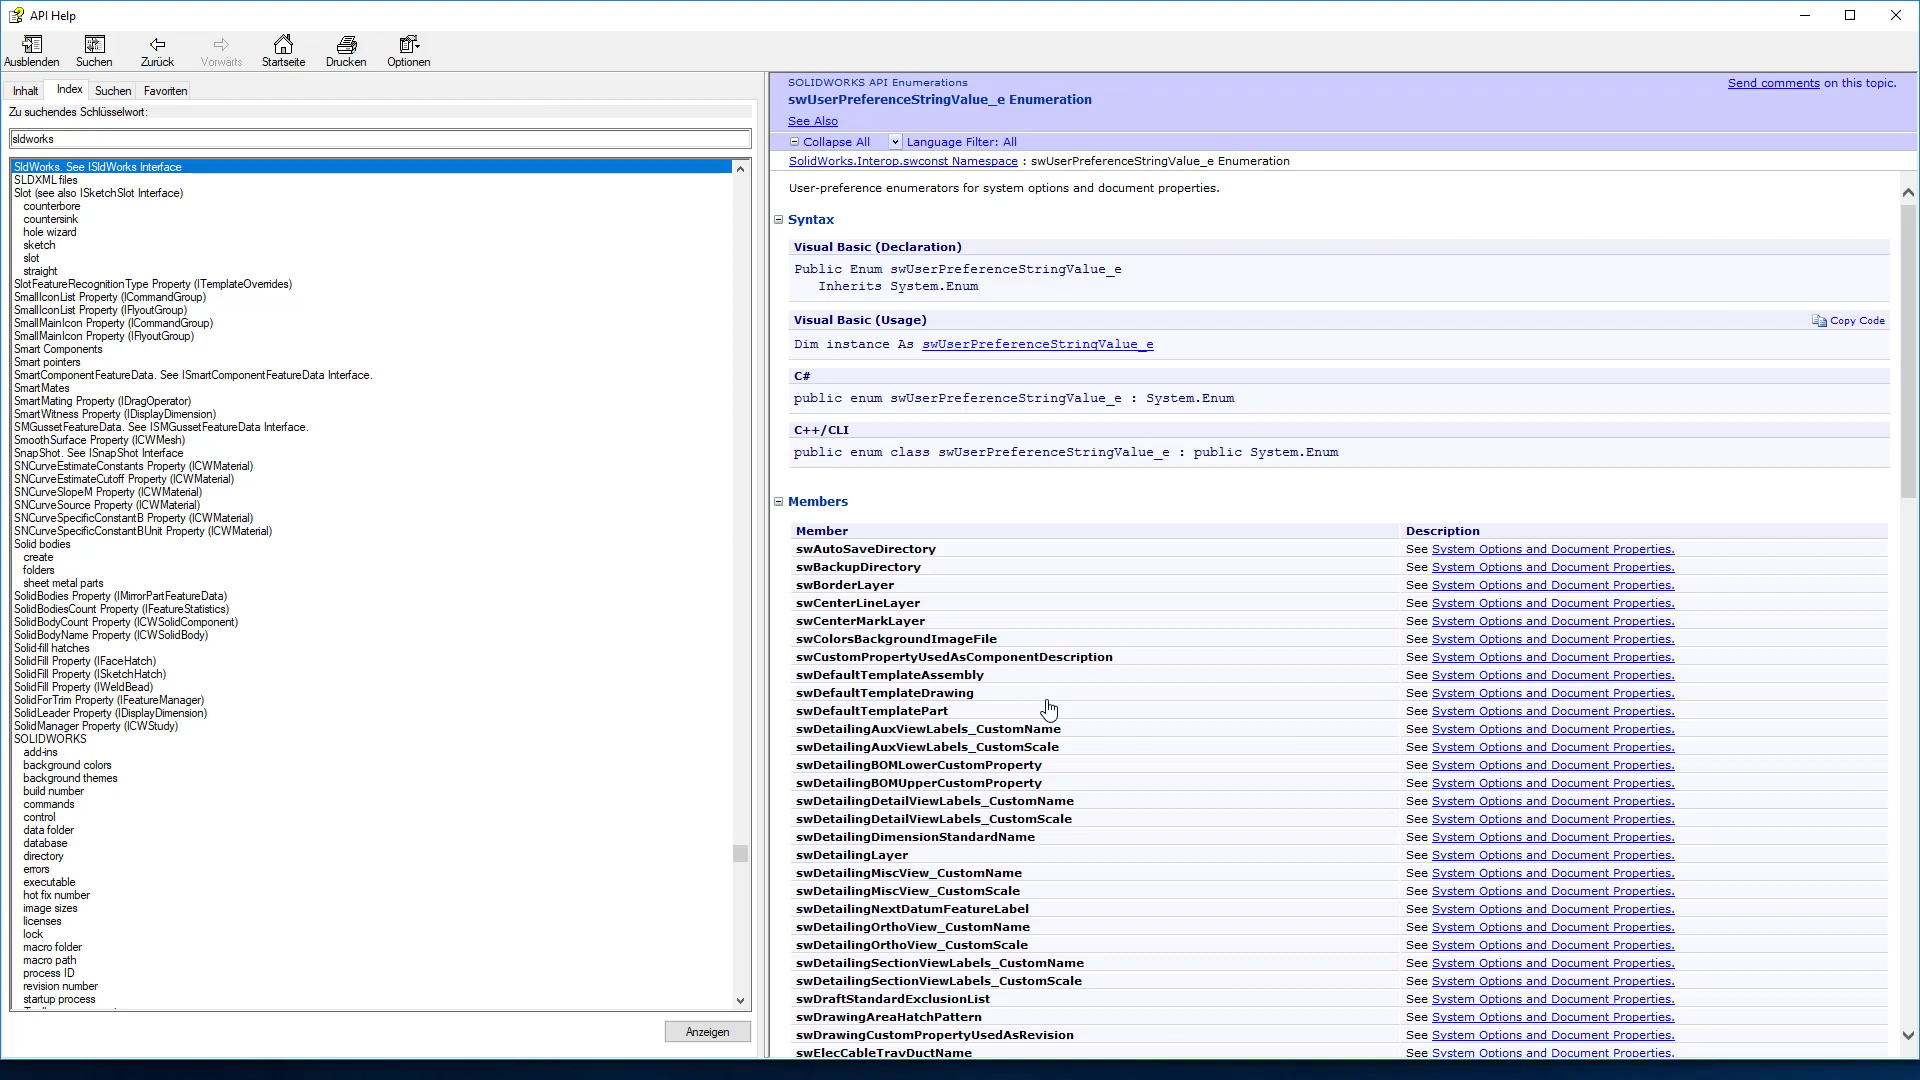 API Help
Ausblenden Suchen Zurück Vorwärts Startseite Drucken Optionen
Inhalt Index Suchen Favoriten
Zu suchendes Schlüsselwort:
sldworks
SldWorks. See ISldWorks Interface
SLDXML files
Slot (see also ISketchSlot Interface)
counterbore
countersink
hole wizard
sketch
slot
straight
SlotFeatureRecognitionType Property (ITemplateOverrides)
SmallIconList Property (ICommandGroup)
SmallIconList Property (IFlyoutGroup)
SmallMainIcon Property (ICommandGroup)
SmallMainIcon Property (IFlyoutGroup)
Smart Components
Smart pointers
SmartComponentFeatureData. See ISmartComponentFeatureData Interface.
SmartMates
SmartMating Property (IDragOperator)
SmartWitness Property (IDisplayDimension)
SMGussetFeatureData. See ISMGussetFeatureData Interface.
SmoothSurface Property (ICWMesh)
SnapShot. See ISnapShot Interface
SNCurveEstimateConstants Property (ICWMaterial)
SNCurveEstimateCutoff Property (ICWMaterial)
SNCurveSlopeM Property (ICWMaterial)
SNCurveSource Property (ICWMaterial)
SNCurveSpecificConstantB Property (ICWMaterial)
SNCurveSpecificConstantBUnit Property (ICWMaterial)
Solid bodies
create
folders
sheet metal parts
SolidBodies Property (IMirrorPartFeatureData)
SolidBodiesCount Property (IFeatureStatistics)
SolidBodyCount Property (ICWSolidComponent)
SolidBodyName Property (ICWSolidBody)
Solid-fill hatches
SolidFill Property (IFaceHatch)
SolidFill Property (ISketchHatch)
SolidFill Property (IWeldBead)
SolidForTrim Property (IFeatureManager)
SolidLeader Property (IDisplayDimension)
SolidManager Property (ICWStudy)
SOLIDWORKS
add-ins
background colors
background themes
build number
commands
control
data folder
database
directory
errors
executable
hot fix number
image sizes
licenses
lock
macro folder
macro path
process ID
revision number
startup process
Anzeigen
SOLIDWORKS API Enumerations
Send comments on this topic.
swUserPreferenceStringValue_e Enumeration
See Also
Collapse All Language Filter: All
SolidWorks.Interop.swconst Namespace : swUserPreferenceStringValue_e Enumeration
User-preference enumerators for system options and document properties.
Syntax
Visual Basic (Declaration)
Public Enum swUserPreferenceStringValue_e
Inherits System.Enum
Visual Basic (Usage) Copy Code
Dim instance As swUserPreferenceStringValue_e
C#
public enum swUserPreferenceStringValue_e : System.Enum
C++/CLI
public enum class swUserPreferenceStringValue_e : public System.Enum
Members
Member Description
swAutoSaveDirectory See System Options and Document Properties.
swBackupDirectory See System Options and Document Properties.
swBorderLayer See System Options and Document Properties.
swCenterLineLayer See System Options and Document Properties.
swCenterMarkLayer See System Options and Document Properties.
swColorsBackgroundImageFile See System Options and Document Properties.
swCustomPropertyUsedAsComponentDescription See System Options and Document Properties.
swDefaultTemplateAssembly See System Options and Document Properties.
swDefaultTemplateDrawing See System Options and Document Properties.
swDefaultTemplatePart See System Options and Document Properties.
swDetailingAuxViewLabels_CustomName See System Options and Document Properties.
swDetailingAuxViewLabels_CustomScale See System Options and Document Properties.
swDetailingBOMLowerCustomProperty See System Options and Document Properties.
swDetailingBOMUpperCustomProperty See System Options and Document Properties.
swDetailingDetailViewLabels_CustomName See System Options and Document Properties.
swDetailingDetailViewLabels_CustomScale See System Options and Document Properties.
swDetailingDimensionStandardName See System Options and Document Properties.
swDetailingLayer See System Options and Document Properties.
swDetailingMiscView_CustomName See System Options and Document Properties.
swDetailingMiscView_CustomScale See System Options and Document Properties.
swDetailingNextDatumFeatureLabel See System Options and Document Properties.
swDetailingOrthoView_CustomName See System Options and Document Properties.
swDetailingOrthoView_CustomScale See System Options and Document Properties.
swDetailingSectionViewLabels_CustomName See System Options and Document Properties.
swDetailingSectionViewLabels_CustomScale See System Options and Document Properties.
swDraftStandardExclusionList See System Options and Document Properties.
swDrawingAreaHatchPattern See System Options and Document Properties.
swDrawingCustomPropertyUsedAsRevision See System Options and Document Properties.
swElecCableTravDuctName See System Options and Document Properties.